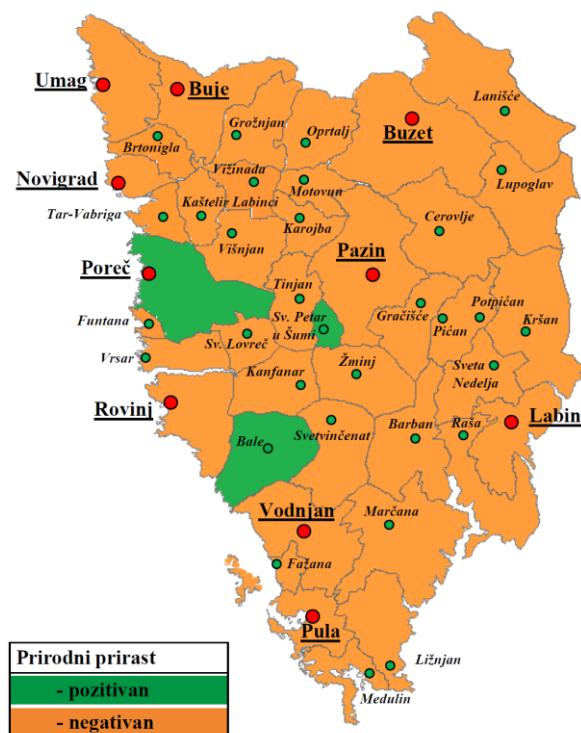 Umag
Buje
Lanišće
Grožnjan
Oprtalj
Buzet
Brtonigla
Vižinada
Lupoglav
Novigrad
Motovun
Kaštelir Labinci
Tar-Vabriga
Karojba
Cerovlje
Višnjan
Pazin
Poreč
Tinjan
Gračišće
Potpićan
Sv. Petar
u Šumi
Funtana
Pićan
Kršan
Sv. Lovreč
Vrsar
Žminj
Sveta
Nedelja
Kanfanar
Rovinj
Labin
Svetvinčenat
Barban
Raša
Bale
Vodnjan
Marčana
Fažana
Pula
Ližnjan
Medulin
Prirodni prirast
- pozitivan
- negativan